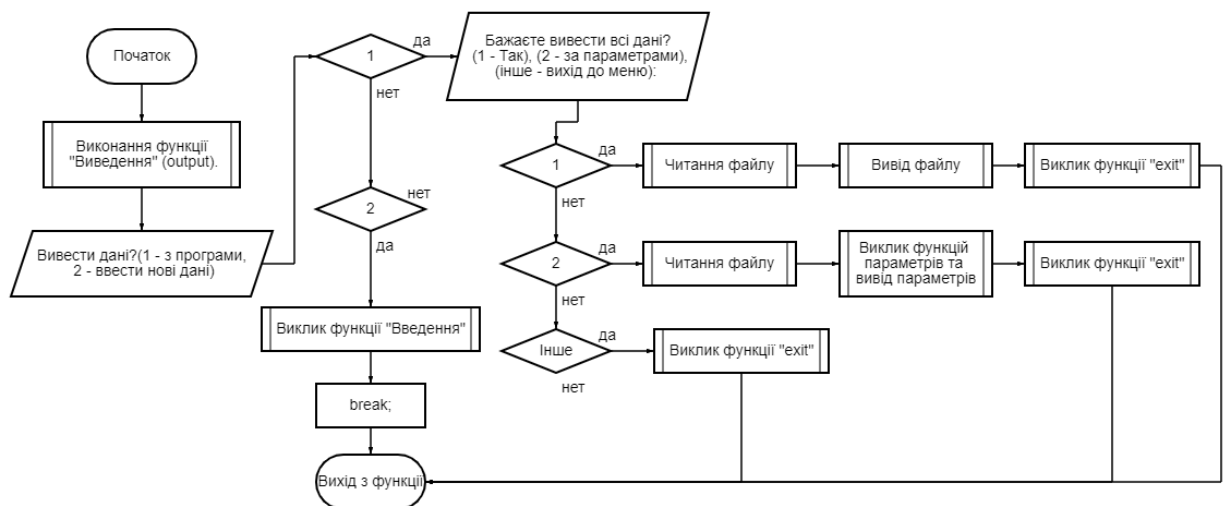 Початок
Виконання функції
"Виведення" (output).
Вивести дані?(1 - з програми,
2 - ввести нові дані)
1
да
нет
2
нет
да
Виклик функції "Введення"
break;
Вихід з функції
Бажаєте вивести всі дані?
(1 - Так), (2 - за параметрами),
(інше - вихід до меню):
1
да
нет
Читання файлу
Вивід файлу
Виклик функції "exit"
2
да
нет
Читання файлу
Виклик функцій
параметрів та
вивід параметрів
Виклик функції "exit"
Інше
да
нет
Виклик функції "exit"